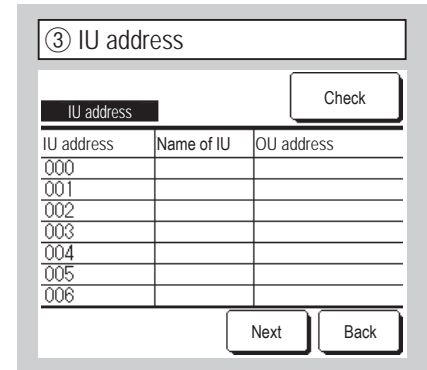 ③ IU address
Check
IU address
IU address Name of IU OU address
000
001
002
003
004
005
006
Next Back